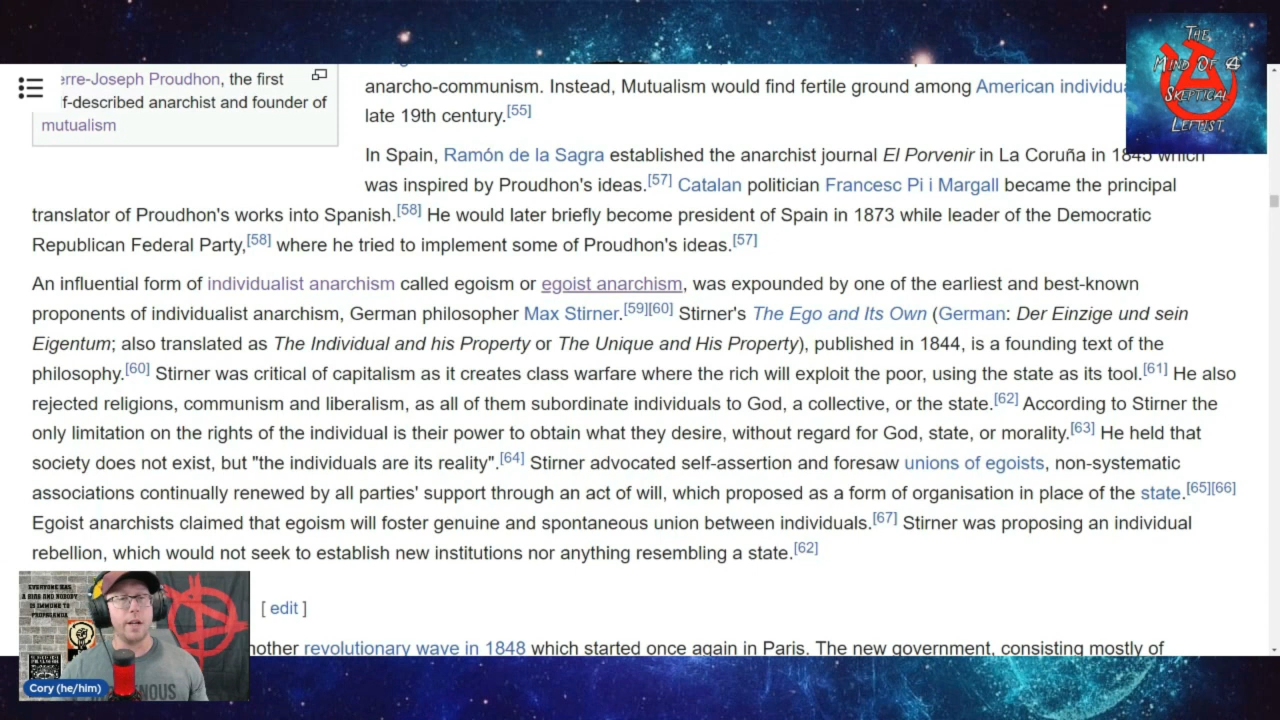 THE
MIND OF A
SKEPTICAL
LEFTIST
erre-Joseph Proudhon, the first
f-described anarchist and founder of
mutualism
anarcho-communism. Instead, Mutualism would find fertile ground among American individu
late 19th century.[55]
In Spain, Ramón de la Sagra established the anarchist journal El Porvenir in La Coruña in 1845 which
was inspired by Proudhon's ideas.[57] Catalan politician Francesc Pi i Margall became the principal
translator of Proudhon's works into Spanish.[58] He would later briefly become president of Spain in 1873 while leader of the Democratic
Republican Federal Party,[58] where he tried to implement some of Proudhon's ideas.[57]
An influential form of individualist anarchism called egoism or egoist anarchism, was expounded by one of the earliest and best-known
proponents of individualist anarchism, German philosopher Max Stirner.[59][60] Stirner's The Ego and Its Own (German: Der Einzige und sein
Eigentum; also translated as The Individual and his Property or The Unique and His Property), published in 1844, is a founding text of the
philosophy.[60] Stirner was critical of capitalism as it creates class warfare where the rich will exploit the poor, using the state as its tool.[61] He also
rejected religions, communism and liberalism, as all of them subordinate individuals to God, a collective, or the state.[62] According to Stirner the
only limitation on the rights of the individual is their power to obtain what they desire, without regard for God, state, or morality.[63] He held that
society does not exist, but "the individuals are its reality".[64] Stirner advocated self-assertion and foresaw unions of egoists, non-systematic
associations continually renewed by all parties' support through an act of will, which proposed as a form of organisation in place of the state.[65][66]
Egoist anarchists claimed that egoism will foster genuine and spontaneous union between individuals.[67] Stirner was proposing an individual
rebellion, which would not seek to establish new institutions nor anything resembling a state.[62]
[ edit ]
nother revolutionary wave in 1848 which started once again in Paris. The new government, consisting mostly of
EVERYONE HAS
A BIAS AND NOBODY
IS IMMUNE TO
PROPAGANDA
Cory (he/him)